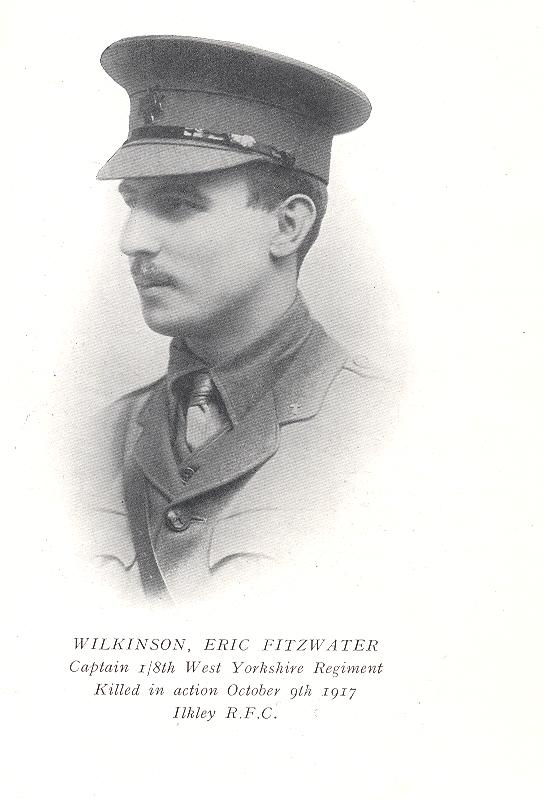 WILKINSON, ERIC FITZWATER
Captain 1/8th West Yorkshire Regiment
Killed in action October 9th 1917
Ilkley R.F.C.